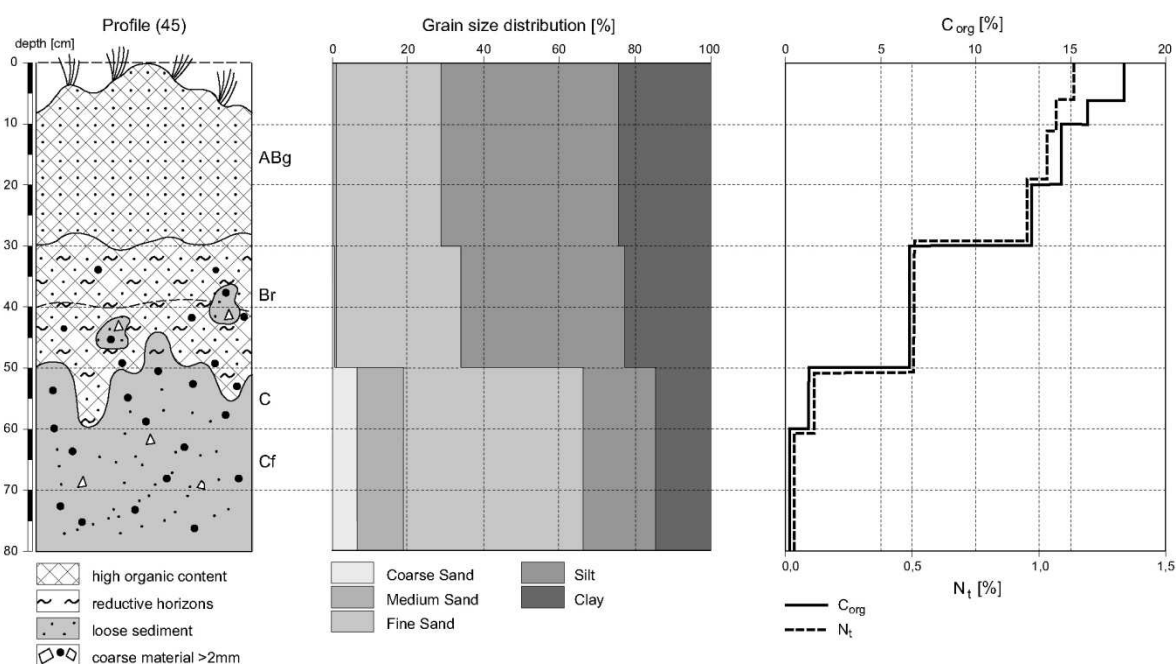 Profile (45)
depth [cm]
0
10
20
30
40
50
60
70
80
ABg
Br
C
Cf
high organic content
reductive horizons
loose sediment
coarse material >2mm
Grain size distribution [%]
0 20 40 60 80 100
Coarse Sand
Medium Sand
Fine Sand
Silt
Clay
C org [%]
0 5 10 15 20
0,0 0,5 1,0 1,5
N t [%]
C org
N t